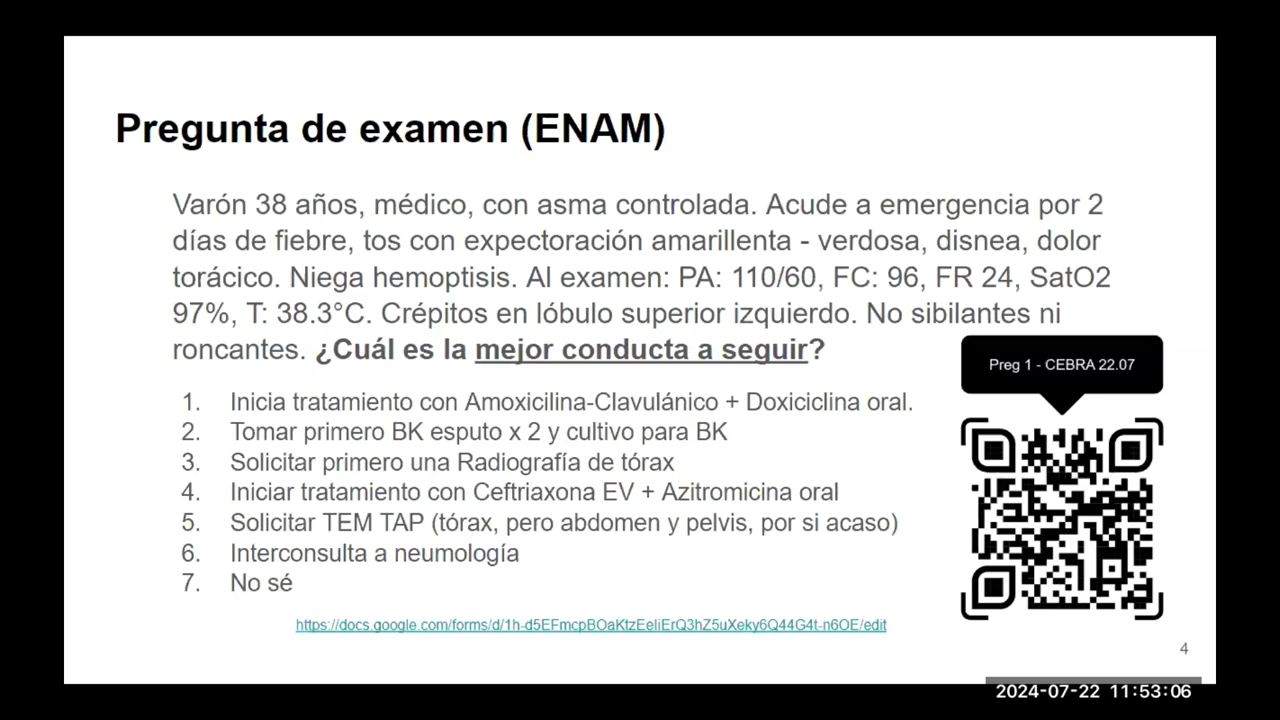 Pregunta de examen (ENAM)
Varón 38 años, médico, con asma controlada. Acude a emergencia por 2
días de fiebre, tos con expectoración amarillenta - verdosa, disnea, dolor
torácico. Niega hemoptisis. Al examen: PA: 110/60, FC: 96, FR 24, SatO2
97%, T: 38.3°C. Crépitos en lóbulo superior izquierdo. No sibilantes ni
roncantes. ¿Cuál es la mejor conducta a seguir?
Preg 1 - CEBRA 22.07
1. Inicia tratamiento con Amoxicilina-Clavulánico + Doxiciclina oral.
2. Tomar primero BK esputo x 2 y cultivo para BK
3. Solicitar primero una Radiografía de tórax
4. Iniciar tratamiento con Ceftriaxona EV + Azitromicina oral
5. Solicitar TEM TAP (tórax, pero abdomen y pelvis, por si acaso)
6. Interconsulta a neumología
7. No sé
https://docs.google.com/forms/d/1h-d5EFmcpBOaKtzEeliErQ3hZ5uXeky6Q44G4t-n6OE/edit
4
2024-07-22 11:53:06